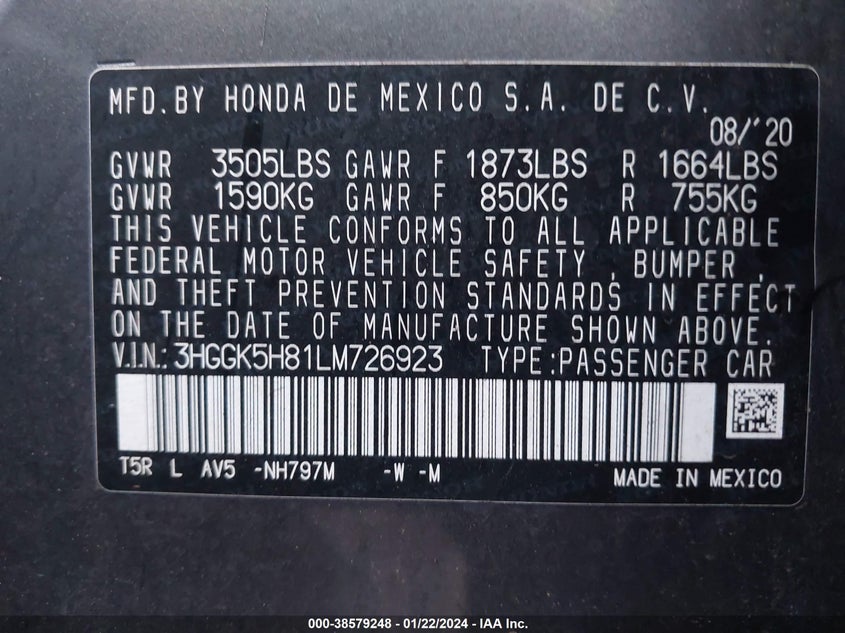 MFD. BY HONDA DE MEXICO S.A. DE C.V.
08/'20
GVWR 3505LBS GAWR F 1873LBS R 1664LBS
GVWR 1590KG GAWR F 850KG R 755KG
THIS VEHICLE CONFORMS TO ALL APPLICABLE
FEDERAL MOTOR VEHICLE SAFETY , BUMPER ,
AND THEFT PREVENTION STANDARDS IN EFFECT
ON THE DATE OF MANUFACTURE SHOWN ABOVE.
V.I.N.: 3HGGK5H81LM726923 TYPE:PASSENGER CAR
T5R L AV5 -NH797M -W -M
MADE IN MEXICO
000-38579248 - 01/22/2024 - IAA Inc.